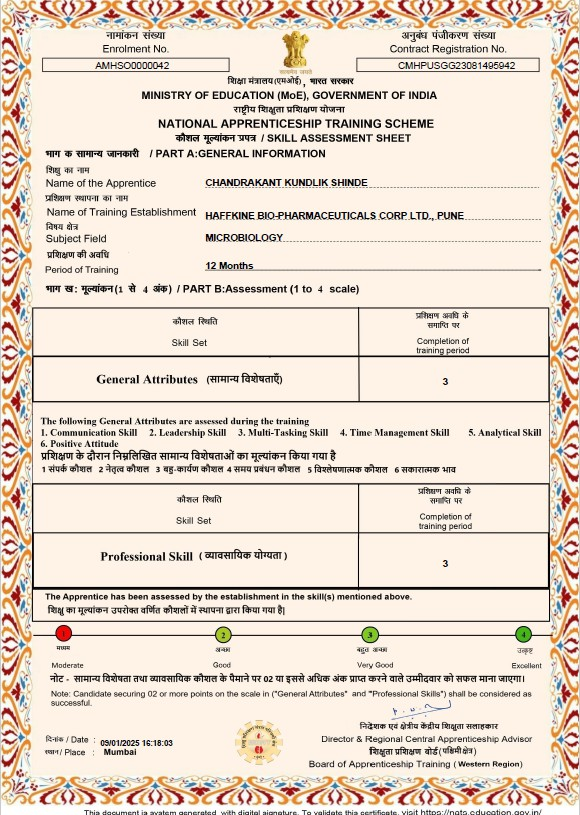 नामांकन संख्या
Enrolment No.
AMHSO0000042
अनुबंध पंजीकरण संख्या
Contract Registration No.
CMHPUSGG23081495942
सत्यमेव जयते
शिक्षा मंत्रालय(एमओई), भारत सरकार
MINISTRY OF EDUCATION (MoE), GOVERNMENT OF INDIA
राष्ट्रीय शिक्षुता प्रशिक्षण योजना
NATIONAL APPRENTICESHIP TRAINING SCHEME
कौशल मूल्यांकन प्रपत्र / SKILL ASSESSMENT SHEET
भाग क सामान्य जानकारी / PART A:GENERAL INFORMATION
शिक्षु का नाम
Name of the Apprentice CHANDRAKANT KUNDLIK SHINDE
प्रशिक्षण स्थापना का नाम
Name of Training Establishment HAFFKINE BIO-PHARMACEUTICALS CORP LTD., PUNE
विषय क्षेत्र
Subject Field MICROBIOLOGY
प्रशिक्षण की अवधि
Period of Training 12 Months
भाग ख: मूल्यांकन(1 से 4 अंक) / PART B:Assessment (1 to 4 scale)
कौशल स्थिति
Skill Set
प्रशिक्षण अवधि के
समाप्ति पर
Completion of
training period
General Attributes (सामान्य विशेषताएँ) 3
The following General Attributes are assessed during the training
1. Communication Skill 2. Leadership Skill 3. Multi-Tasking Skill 4. Time Management Skill 5. Analytical Skill
6. Positive Attitude
प्रशिक्षण के दौरान निम्नलिखित सामान्य विशेषताओं का मूल्यांकन किया गया है
1 संपर्क कौशल 2 नेतृत्व कौशल 3 बहु-कार्यण कौशल 4 समय प्रबंधन कौशल 5 विश्लेषणात्मक कौशल 6 सकारात्मक भाव
कौशल स्थिति
Skill Set
प्रशिक्षण अवधि के
समाप्ति पर
Completion of
training period
Professional Skill ( व्यावसायिक योग्यता ) 3
The Apprentice has been assessed by the establishment in the skill(s) mentioned above.
शिक्षु का मूल्यांकन उपरोक्त वर्णित कौशलों में स्थापना द्वारा किया गया है|
1 2 3 4
मध्यम अच्छा बहुत अच्छा उत्कृष्ट
Moderate Good Very Good Excellent
नोट - सामान्य विशेषता तथा व्यावसायिक कौशल के पैमाने पर 02 या इससे अधिक अंक प्राप्त करने वाले उम्मीदवार को सफल माना जाएगा।
Note: Candidate securing 02 or more points on the scale in ("General Attributes" and "Professional Skills") shall be considered as
successful.
निदेशक एवं क्षेत्रीय केंद्रीय शिक्षुता सलाहकार
Director & Regional Central Apprenticeship Advisor
शिक्षुता प्रशिक्षण बोर्ड (पश्चिमी क्षेत्र)
Board of Apprenticeship Training (Western Region)
दिनांक / Date : 09/01/2025 16:18:03
स्थान / Place : Mumbai
This document is system generated with digital signature. To validate this certificate, visit https://nats.education.gov.in/